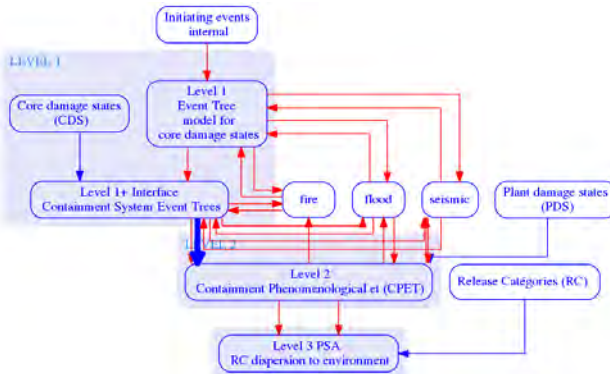 Initiating events
internal
LEVEL 1
Level 1
Event Tree
model for
core damage states
Core damage states
(CDS)
Level 1+ Interface
Containment System Event Trees
fire
flood
seismic
Plant damage states
(PDS)
LEVEL 2
Level 2
Containment Phenomenological et (CPET)
Release Catégories (RC)
Level 3 PSA
RC dispersion to environment